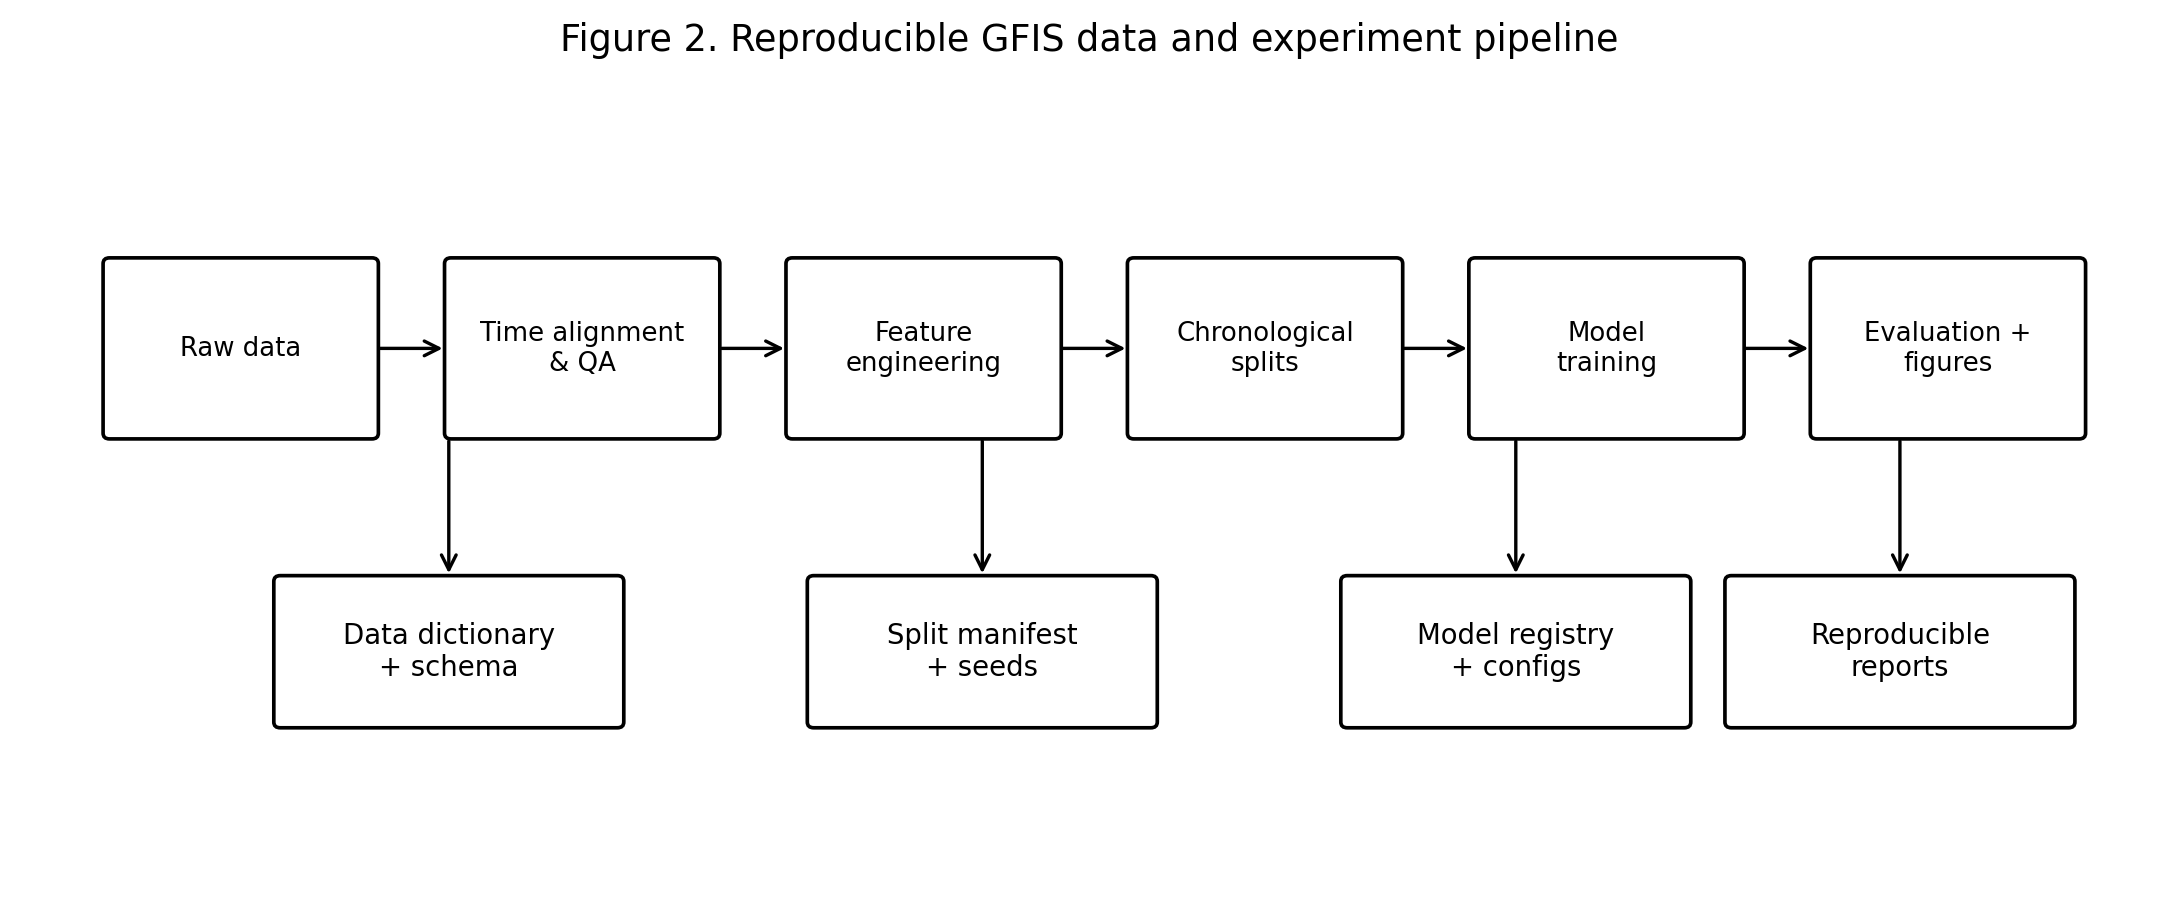 Figure 2. Reproducible GFIS data and experiment pipeline
Raw data
Time alignment
& QA
Feature
engineering
Chronological
splits
Model
training
Evaluation +
figures
Data dictionary
+ schema
Split manifest
+ seeds
Model registry
+ configs
Reproducible
reports